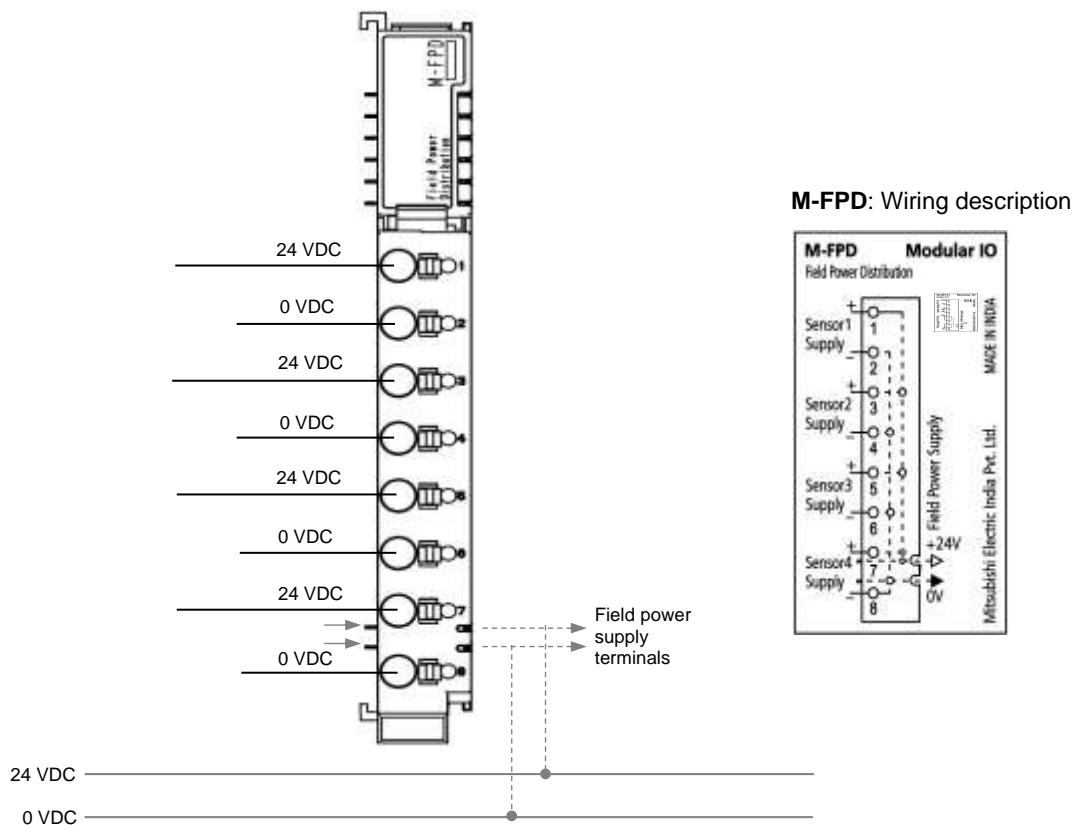 M-FPD
Field Power
Distribution
24 VDC
1
0 VDC
2
24 VDC
3
0 VDC
4
24 VDC
5
0 VDC
6
24 VDC
7
0 VDC
8
Field power
supply
terminals
24 VDC
0 VDC
M-FPD: Wiring description
M-FPD Modular IO
Field Power Distribution
MADE IN INDIA
Mitsubishi Electric India Pvt. Ltd.
Sensor1
Supply
+
1
−
2
Sensor2
Supply
+
3
−
4
Sensor3
Supply
+
5
−
6
Sensor4
Supply
+
7
−
8
Field Power Supply
+24V
0V